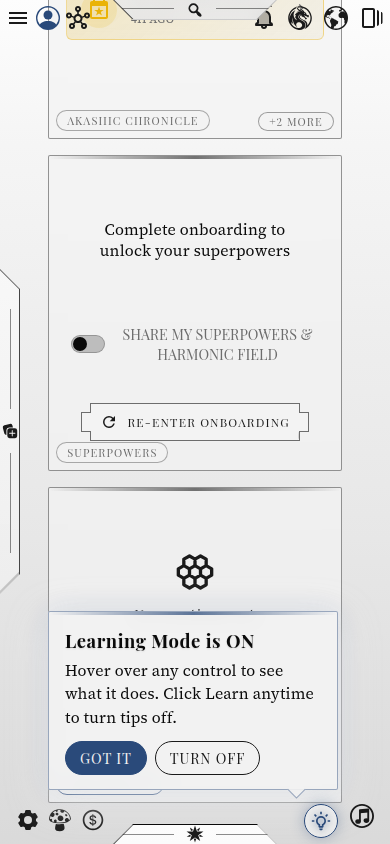 AKASHIC CHRONICLE
+2 MORE
Complete onboarding to
unlock your superpowers
SHARE MY SUPERPOWERS &
HARMONIC FIELD
RE-ENTER ONBOARDING
SUPERPOWERS
Learning Mode is ON
Hover over any control to see
what it does. Click Learn anytime
to turn tips off.
GOT IT
TURN OFF
$